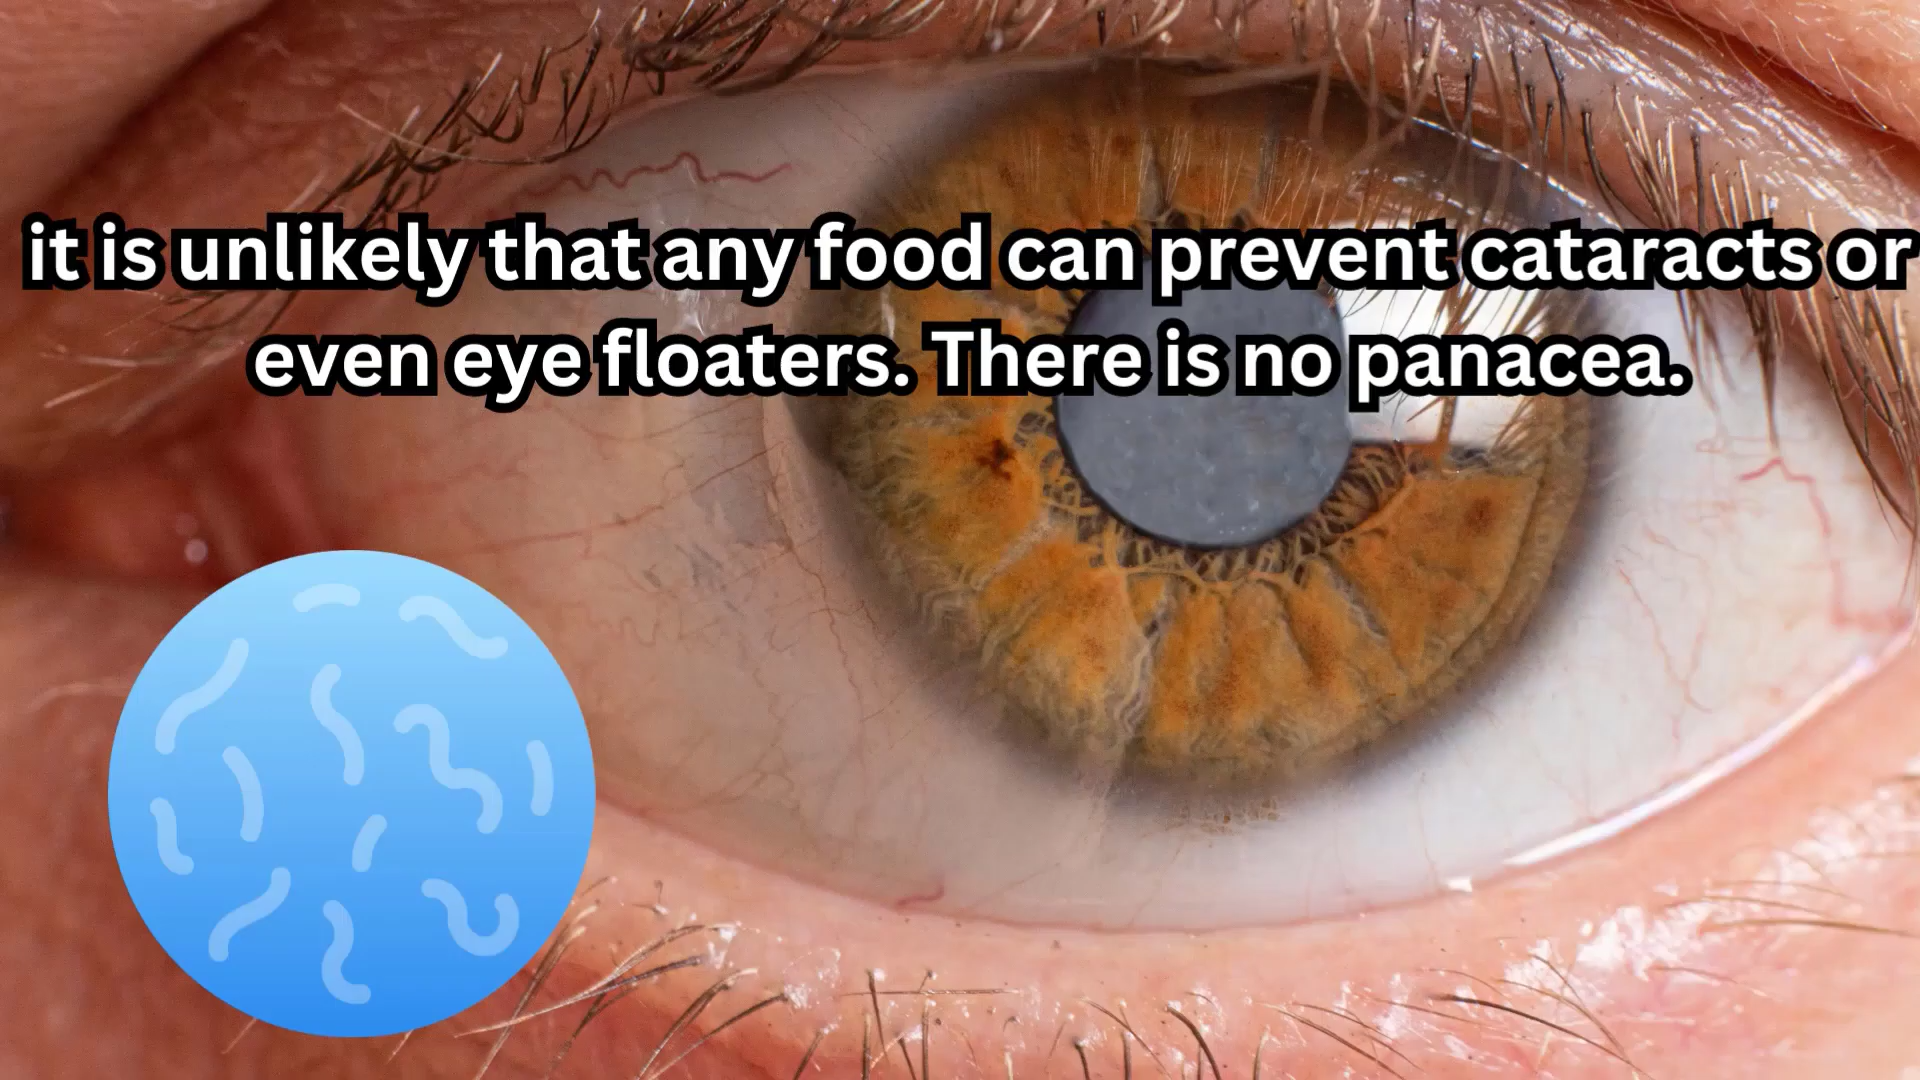 it is unlikely that any food can prevent cataracts or
even eye floaters. There is no panacea.